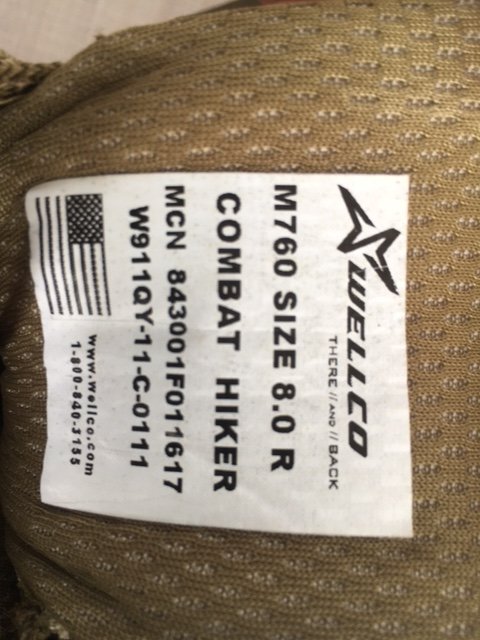 WELLCO
THERE // AND // BACK
M760 SIZE 8.0 R
COMBAT HIKER
MCN 843001F011617
W911QY-11-C-0111
www.wellco.com
1-800-840-3155